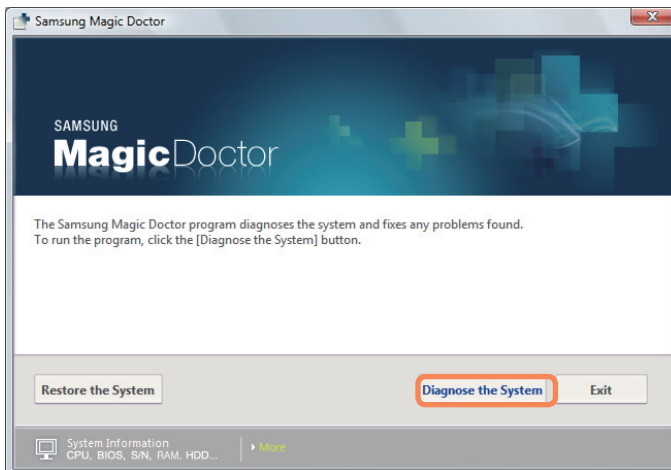 Samsung Magic Doctor
SAMSUNG
MagicDoctor
The Samsung Magic Doctor program diagnoses the system and fixes any problems found.
To run the program, click the [Diagnose the System] button.
Restore the System
Diagnose the System
Exit
System Information
CPU, BIOS, S/N, RAM, HDD...
More